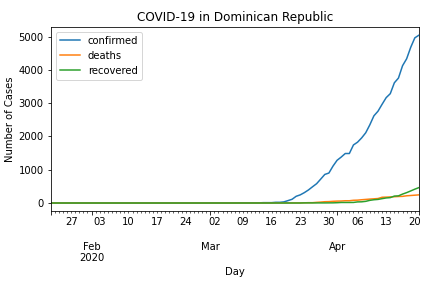 COVID-19 in Dominican Republic
confirmed
deaths
recovered
Number of Cases
5000
4000
3000
2000
1000
0
27 03 10 17 24 02 09 16 23 30 06 13 20
Feb Mar Apr
2020
Day